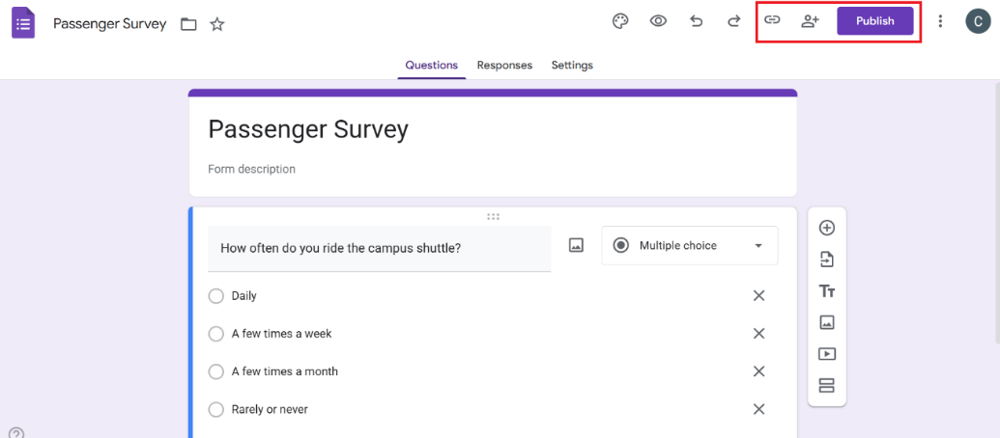 Passenger Survey
Publish
C
Questions Responses Settings
Passenger Survey
Form description
How often do you ride the campus shuttle?
Multiple choice
Daily
A few times a week
A few times a month
Rarely or never
Tт